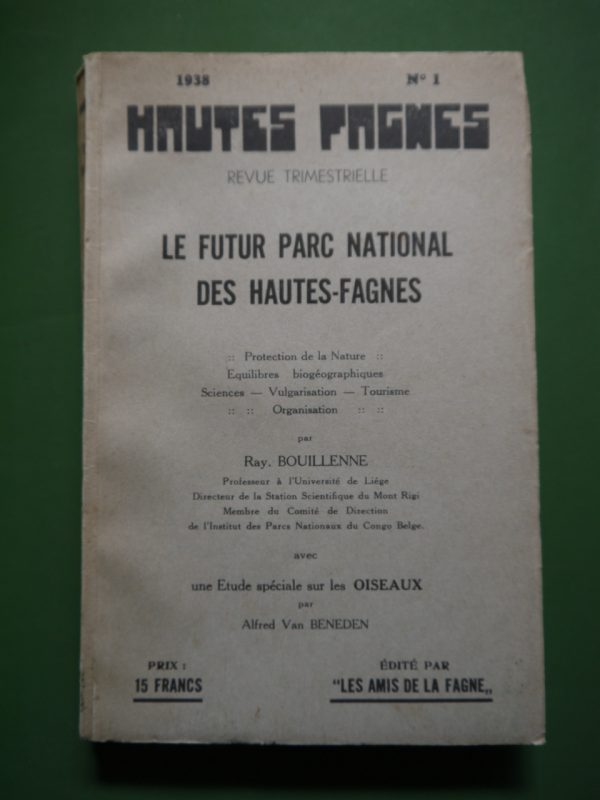 1938 N° 1
HAUTES FAGNES
REVUE TRIMESTRIELLE
LE FUTUR PARC NATIONAL
DES HAUTES-FAGNES
:: Protection de la Nature ::
Equilibres biogéographiques
Sciences — Vulgarisation — Tourisme
:: :: Organisation :: ::
par
Ray. BOUILLENNE
Professeur à l'Université de Liége
Directeur de la Station Scientifique du Mont Rigi
Membre du Comité de Direction
de l'Institut des Parcs Nationaux du Congo Belge.
avec
une Etude spéciale sur les OISEAUX
par
Alfred Van BENEDEN
PRIX : ÉDITÉ PAR
15 FRANCS "LES AMIS DE LA FAGNE„